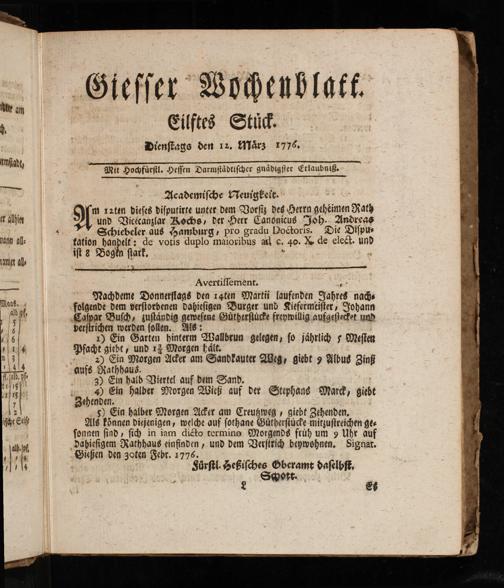 Giesser Wochenblatt.
Eilftes Stück.
Dienstags den 12. März 1776.
Mit Hochfürstl. Hessen Darmstädtischer gnädigster Erlaubniß.
Academische Neuigkeit.
Am 12ten dieses disputirte unter dem Vorsitz des Herrn geheimen Rath
und Vicecanzlar Kochs, der Herr Canonicus Joh. Andreas
Schiebeler aus Hamburg, pro gradu Doctoris. Die Dispu-
tation handelt: de votis duplo maioribus ad c. 40. X. de elect. und
ist 8 Bogen stark.
Avertissement.
Nachdeme Donnerstags den 14ten Martii laufenden Jahres nach-
folgende dem verstorbenen dahiesigen Burger und Kiefermeister, Johann
Caspar Busch, zuständig gewesene Güterstücke freywillig aufgestecket und
verstrichen werden sollen. Als:
1) Ein Garten hinterm Wallbrun gelegen, so jährlich 5 Mesten
Pfacht giebt, und 1¾ Morgen hält.
2) Ein Morgen Acker am Sandkauter Weg, giebt 9 Albus Zinß
aufs Rathhaus.
3) Ein halb Viertel auf dem Sand.
4) Ein halber Morgen Wieß auf der Stephans Marck, giebt
Zehenden.
5) Ein halber Morgen Acker am Creutzweg, giebt Zehenden.
Als können diejenigen, welche auf sothane Güterstücke mitzustreichen ge-
sonnen sind, sich in iam dicto termino Morgends früh um 9 Uhr auf
dahiesigem Rathhaus einfinden, und dem Verstrich beywohnen. Signat.
Gießen den 30ten Febr. 1776.
Fürstl. Heßisches Oberamt daselbst.
Schott.
L Es